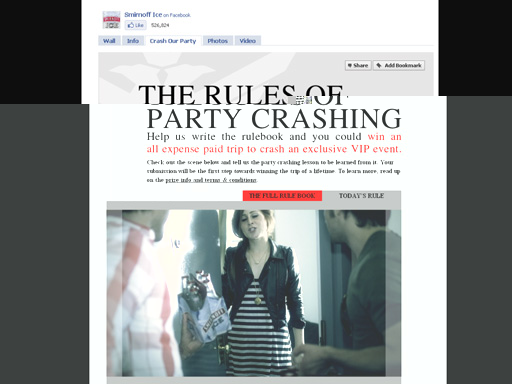 Smirnoff Ice on Facebook
Like 526,824
Wall Info Crash Our Party Photos Video
Share Add Bookmark
THE RULES OF
PARTY CRASHING
Help us write the rulebook and you could win an
all expense paid trip to crash an exclusive VIP event.
Check out the scene below and tell us the party crashing lesson to be learned from it. Your
submission will be the first step towards winning the trip of a lifetime. To learn more, read up
on the prize info and terms & conditions.
THE FULL RULE BOOK TODAY'S RULE